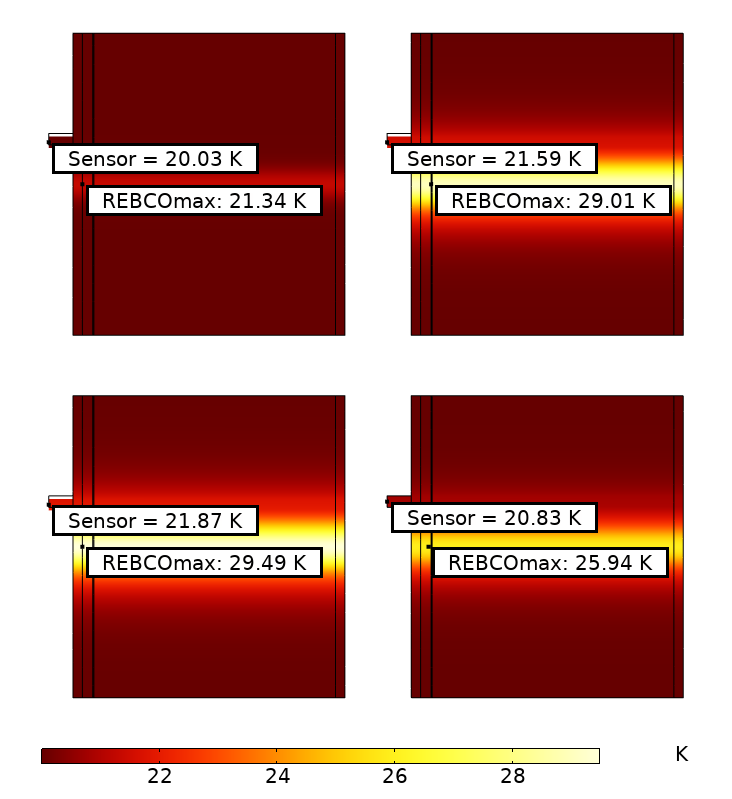 Sensor = 20.03 K
REBCOmax: 21.34 K
Sensor = 21.59 K
REBCOmax: 29.01 K
Sensor = 21.87 K
REBCOmax: 29.49 K
Sensor = 20.83 K
REBCOmax: 25.94 K
K
22 24 26 28